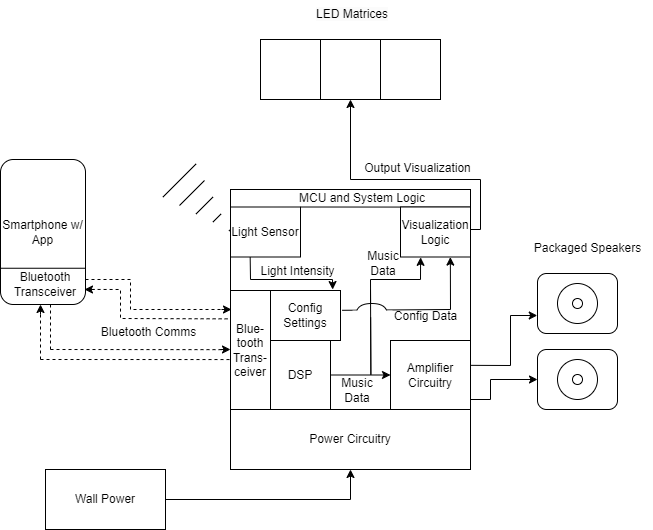 LED Matrices
Output Visualization
MCU and System Logic
Smartphone w/
App
Light Sensor
Visualization
Logic
Packaged Speakers
Music
Data
Light Intensity
Bluetooth
Transceiver
Config
Settings
Config Data
Bluetooth Comms
Blue-
tooth
Trans-
ceiver
DSP
Music
Data
Amplifier
Circuitry
Power Circuitry
Wall Power